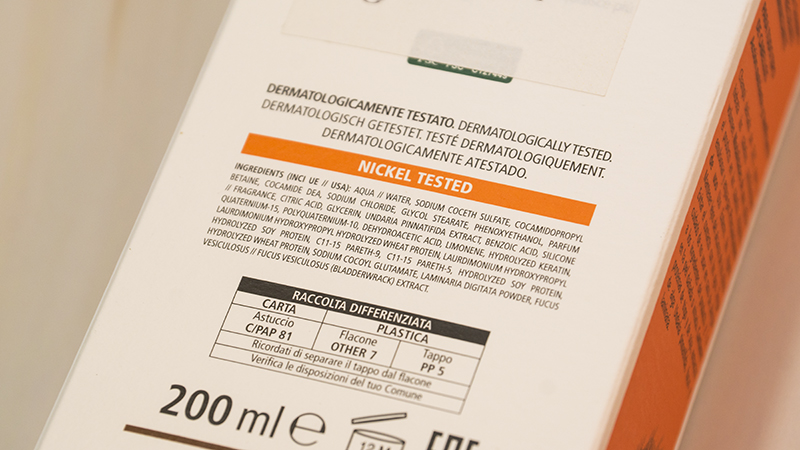 DERMATOLOGICAMENTE TESTATO. DERMATOLOGICALLY TESTED.
DERMATOLOGISCH GETESTET. TESTÉ DERMATOLOGIQUEMENT.
DERMATOLOGICAMENTE ATESTADO.
NICKEL TESTED
INGREDIENTS (INCI UE // USA): AQUA // WATER, SODIUM COCETH SULFATE, COCAMIDOPROPYL
BETAINE, COCAMIDE DEA, SODIUM CHLORIDE, GLYCOL STEARATE, PHENOXYETHANOL, PARFUM
// FRAGRANCE, CITRIC ACID, GLYCERIN, UNDARIA PINNATIFIDA EXTRACT, BENZOIC ACID, SILICONE
QUATERNIUM-15, POLYQUATERNIUM-10, DEHYDROACETIC ACID, LIMONENE, HYDROLYZED KERATIN,
LAURDIMONIUM HYDROXYPROPYL HYDROLYZED WHEAT PROTEIN, LAURDIMONIUM HYDROXYPROPYL
HYDROLYZED SOY PROTEIN, C11-15 PARETH-9, C11-15 PARETH-5, HYDROLYZED SOY PROTEIN,
HYDROLYZED WHEAT PROTEIN, SODIUM COCOYL GLUTAMATE, LAMINARIA DIGITATA POWDER, FUCUS
VESICULOSUS // FUCUS VESICULOSUS (BLADDERWRACK) EXTRACT.
RACCOLTA DIFFERENZIATA
CARTA PLASTICA
Astuccio Flacone Tappo
C/PAP 81 OTHER 7 PP 5
Ricordati di separare il tappo dal flacone
Verifica le disposizioni del tuo Comune
200 ml e
12 M